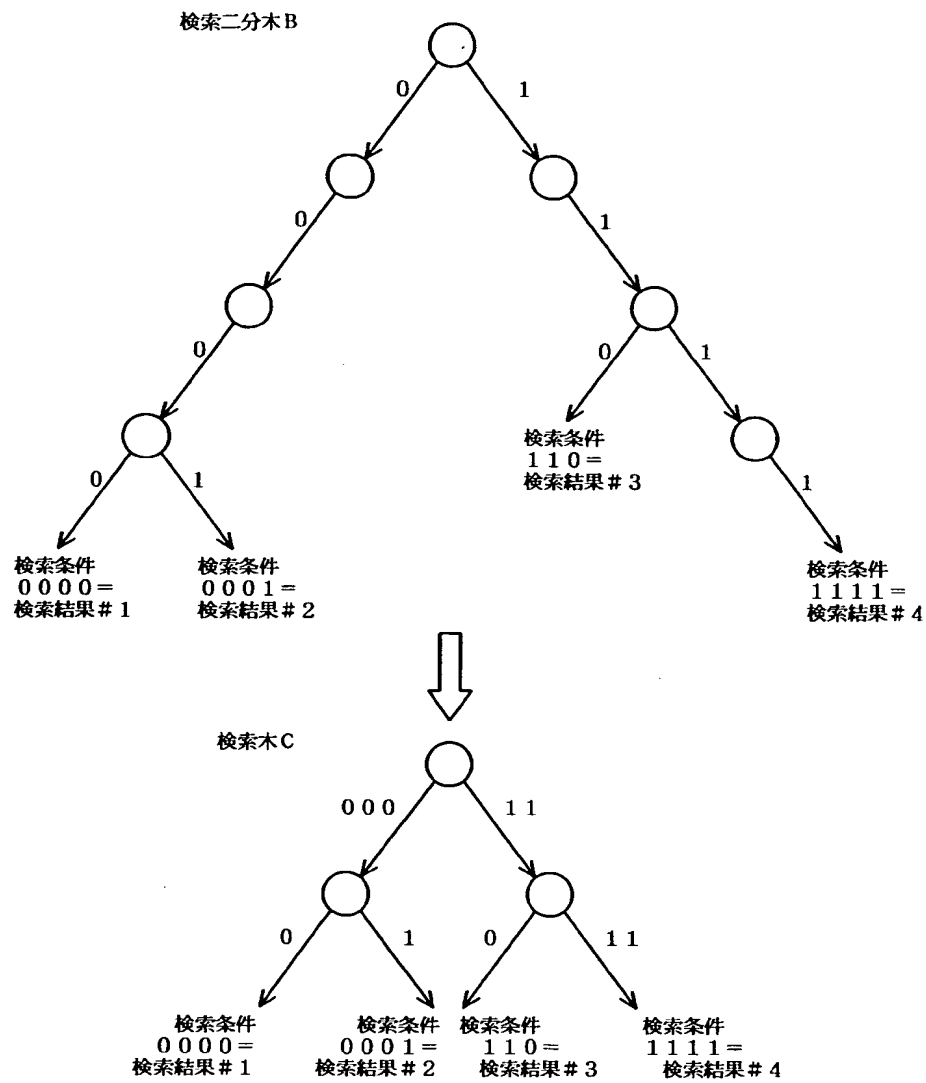 検索二分木B
0
1
0
1
0
0
1
0
1
検索条件
110=
検索結果#3
1
検索条件
0000=
検索結果#1
検索条件
0001=
検索結果#2
検索条件
1111=
検索結果#4
検索木C
000
11
0
1
0
11
検索条件
0000=
検索結果#1
検索条件
0001=
検索結果#2
検索条件
110=
検索結果#3
検索条件
1111=
検索結果#4